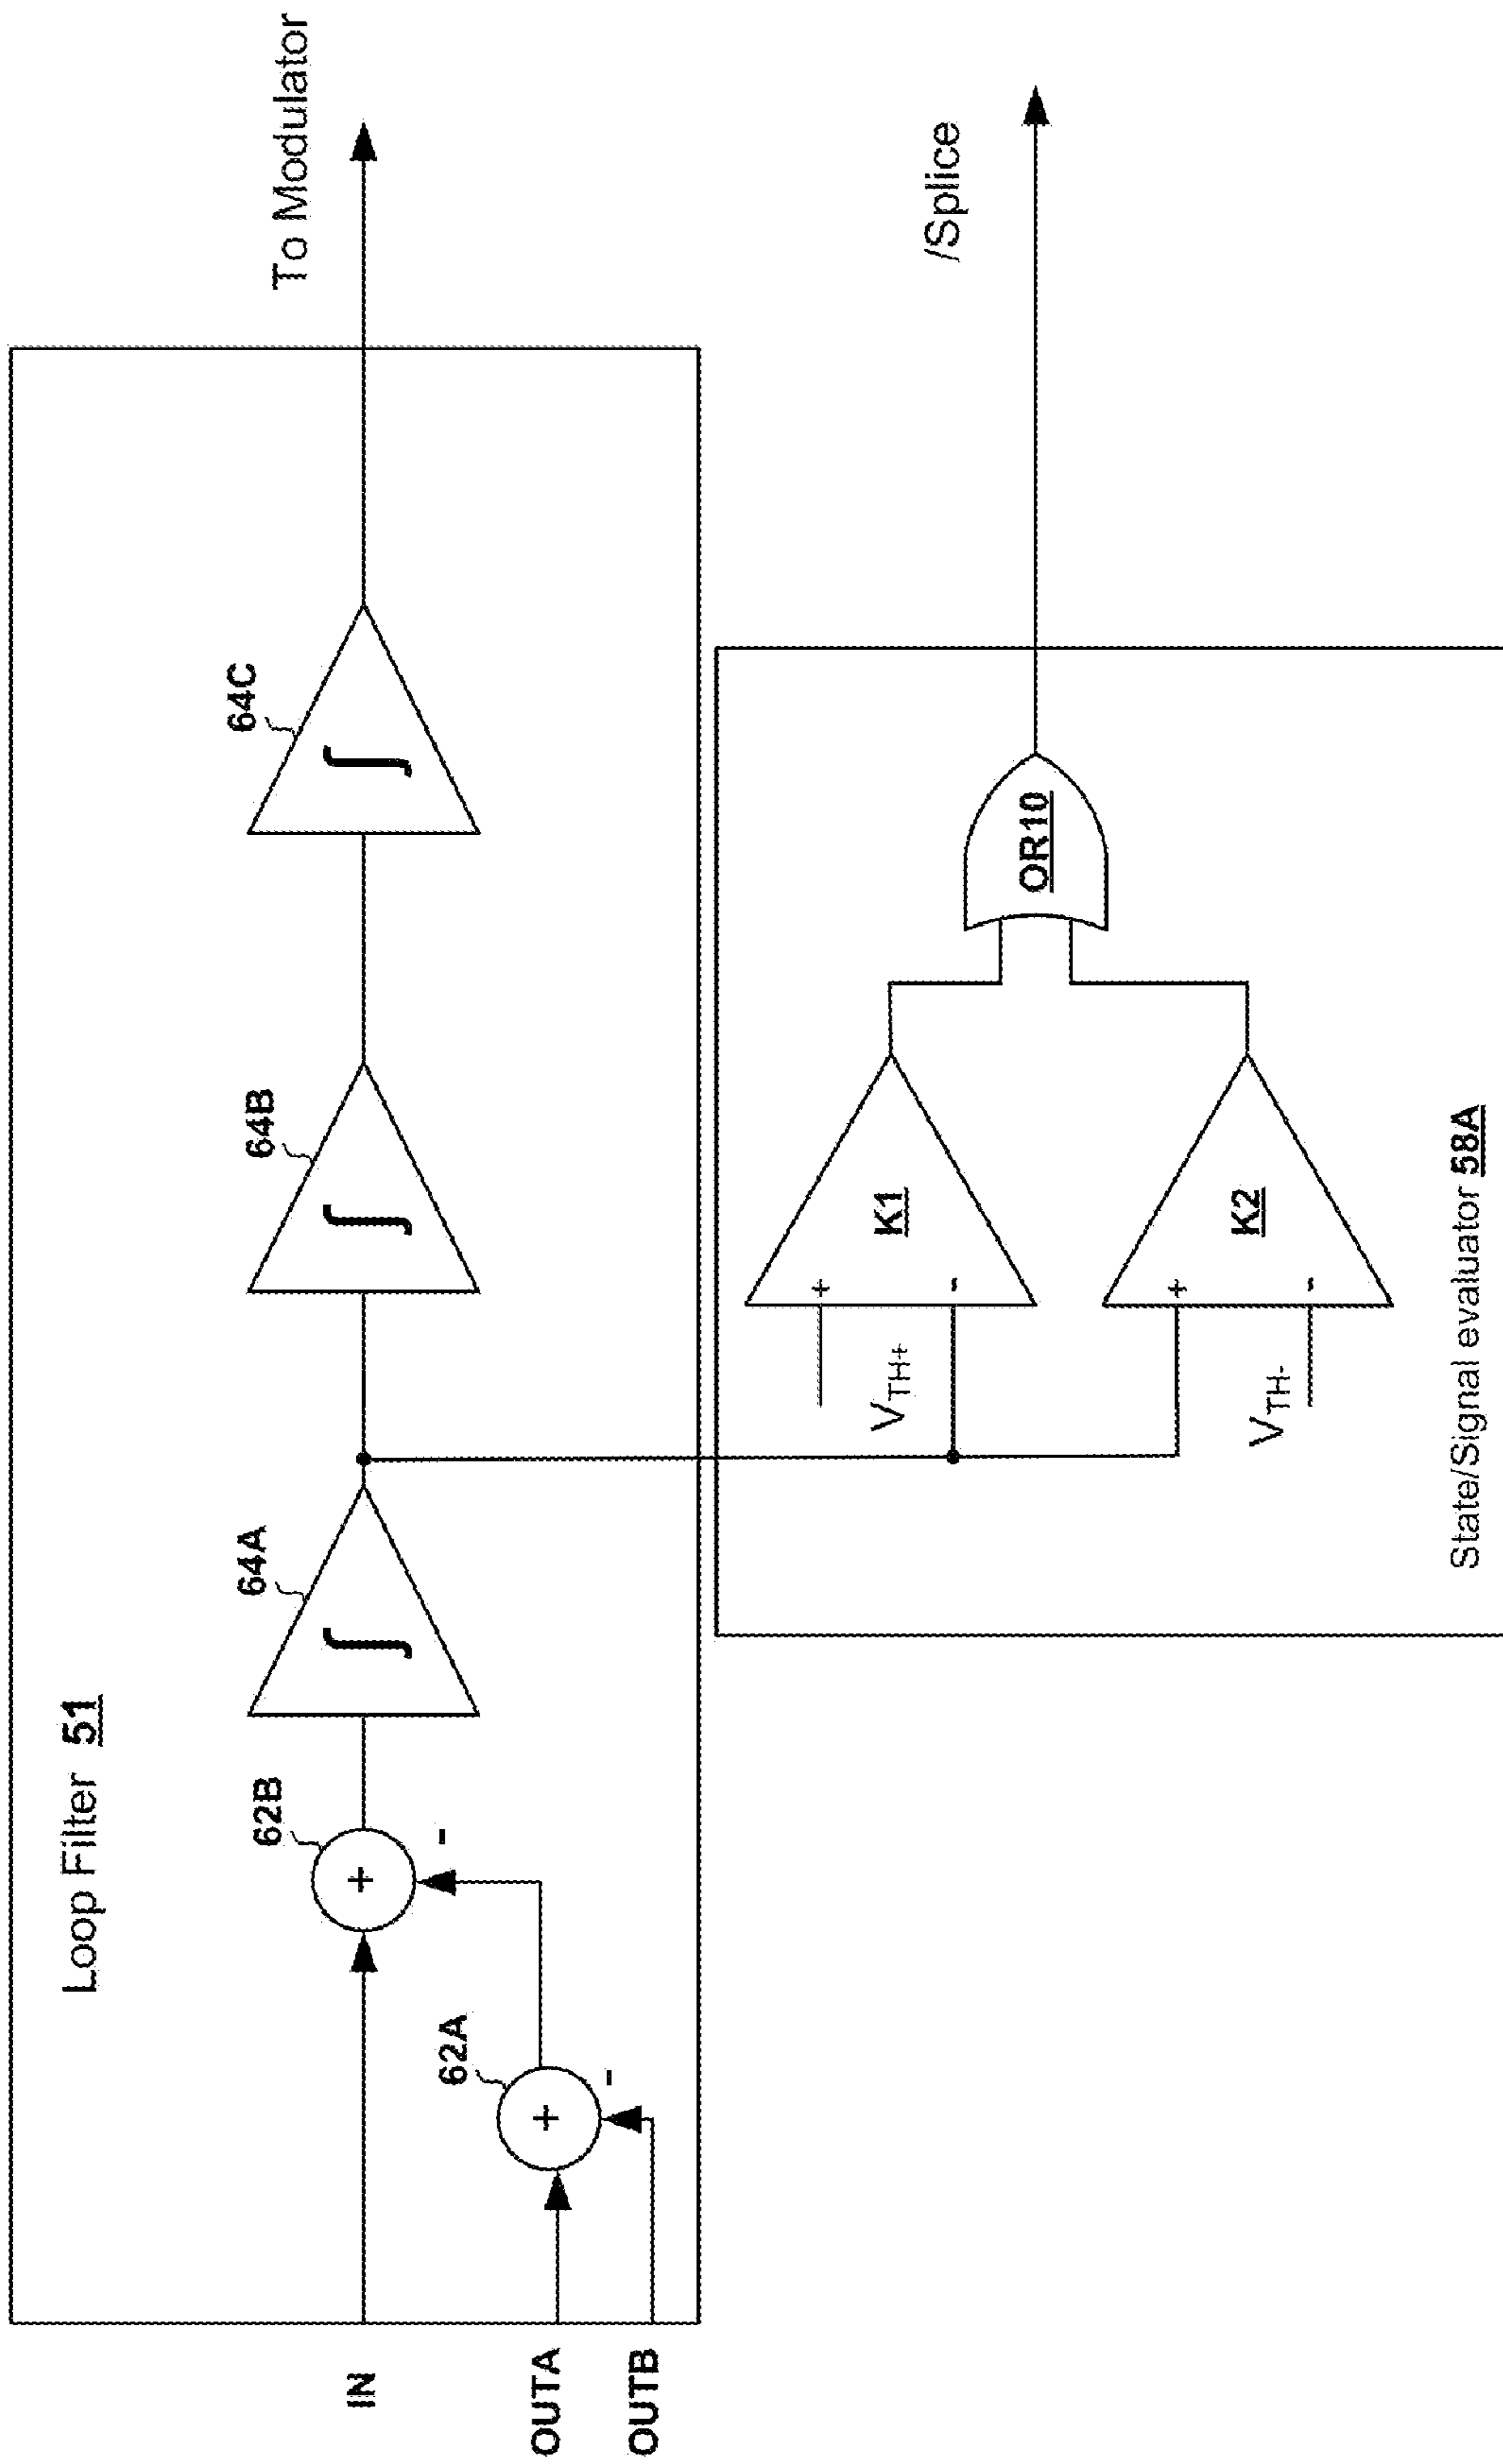 Loop Filter 51
IN
OUTA
OUTB
62A
+
-
62B
+
-
64A
∫
64B
∫
64C
∫
To Modulator
VTH+
+
-
K1
VTH-
+
-
K2
OR10
/Splice
State/Signal evaluator 58A